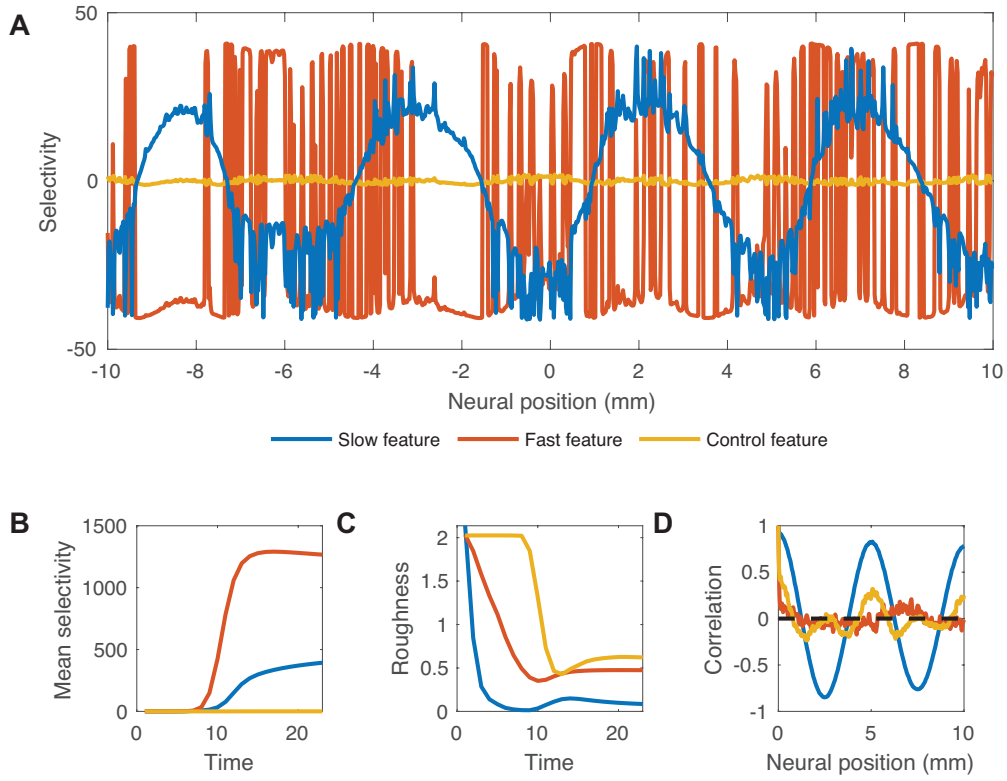 A
50
0
-50
Selectivity
-10 -8 -6 -4 -2 0 2 4 6 8 10
Neural position (mm)
Slow feature Fast feature Control feature
B
1500
1000
500
0
Mean selectivity
0 10 20
Time
C
2
1.5
1
0.5
0
Roughness
0 10 20
Time
D
1
0.5
0
-0.5
-1
Correlation
0 5 10
Neural position (mm)